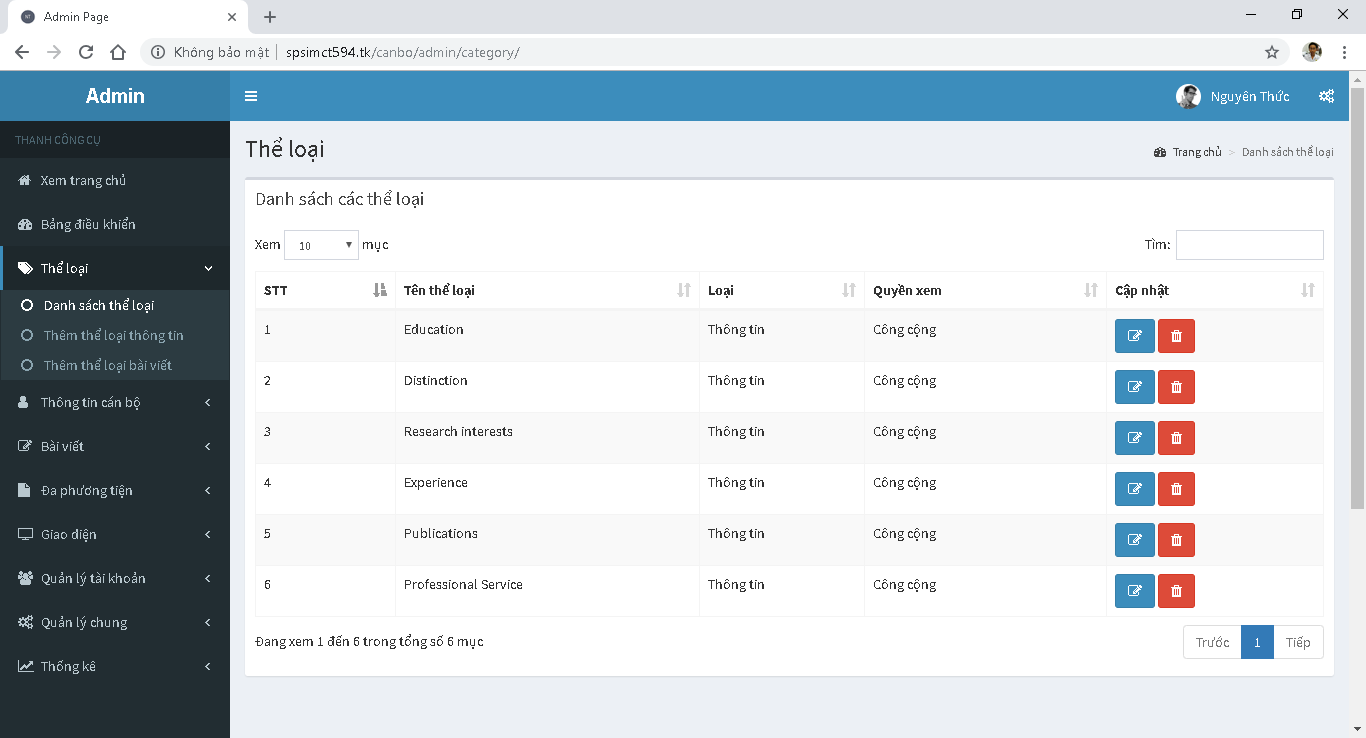 Admin Page
Không bảo mật | spsimct594.tk/canbo/admin/category/
Admin
Nguyên Thức
THANH CÔNG CỤ
Xem trang chủ
Bảng điều khiển
Thể loại
Danh sách thể loại
Thêm thể loại thông tin
Thêm thể loại bài viết
Thông tin cán bộ
Bài viết
Đa phương tiện
Giao diện
Quản lý tài khoản
Quản lý chung
Thống kê
Thể loại
Trang chủ > Danh sách thể loại
Danh sách các thể loại
Xem 10 mục
Tìm:
STT Tên thể loại Loại Quyền xem Cập nhật
1 Education Thông tin Công cộng
2 Distinction Thông tin Công cộng
3 Research interests Thông tin Công cộng
4 Experience Thông tin Công cộng
5 Publications Thông tin Công cộng
6 Professional Service Thông tin Công cộng
Đang xem 1 đến 6 trong tổng số 6 mục
Trước 1 Tiếp